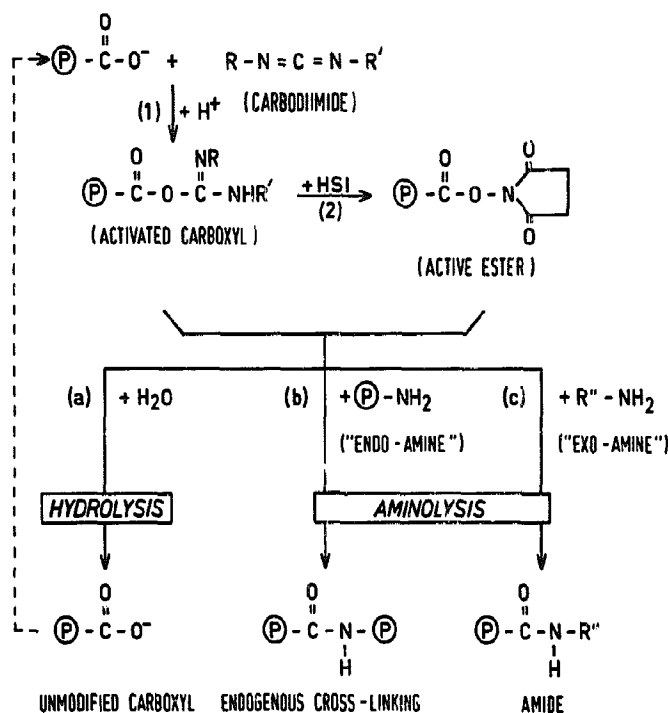 O
Ⓟ-C-O⁻ + R-N=C=N-R'
(1) + H⁺ (CARBODIIMIDE)
O NR
Ⓟ-C-O-C-NHR' +HSI (2)
(ACTIVATED CARBOXYL)
O O
Ⓟ-C-O-N
O
(ACTIVE ESTER)
(a) + H₂O (b) +Ⓟ-NH₂ (c) + R"-NH₂
("ENDO-AMINE") ("EXO-AMINE")
HYDROLYSIS AMINOLYSIS
O O O
Ⓟ-C-O⁻ Ⓟ-C-N-Ⓟ Ⓟ-C-N-R"
H H
UNMODIFIED CARBOXYL ENDOGENOUS CROSS-LINKING AMIDE